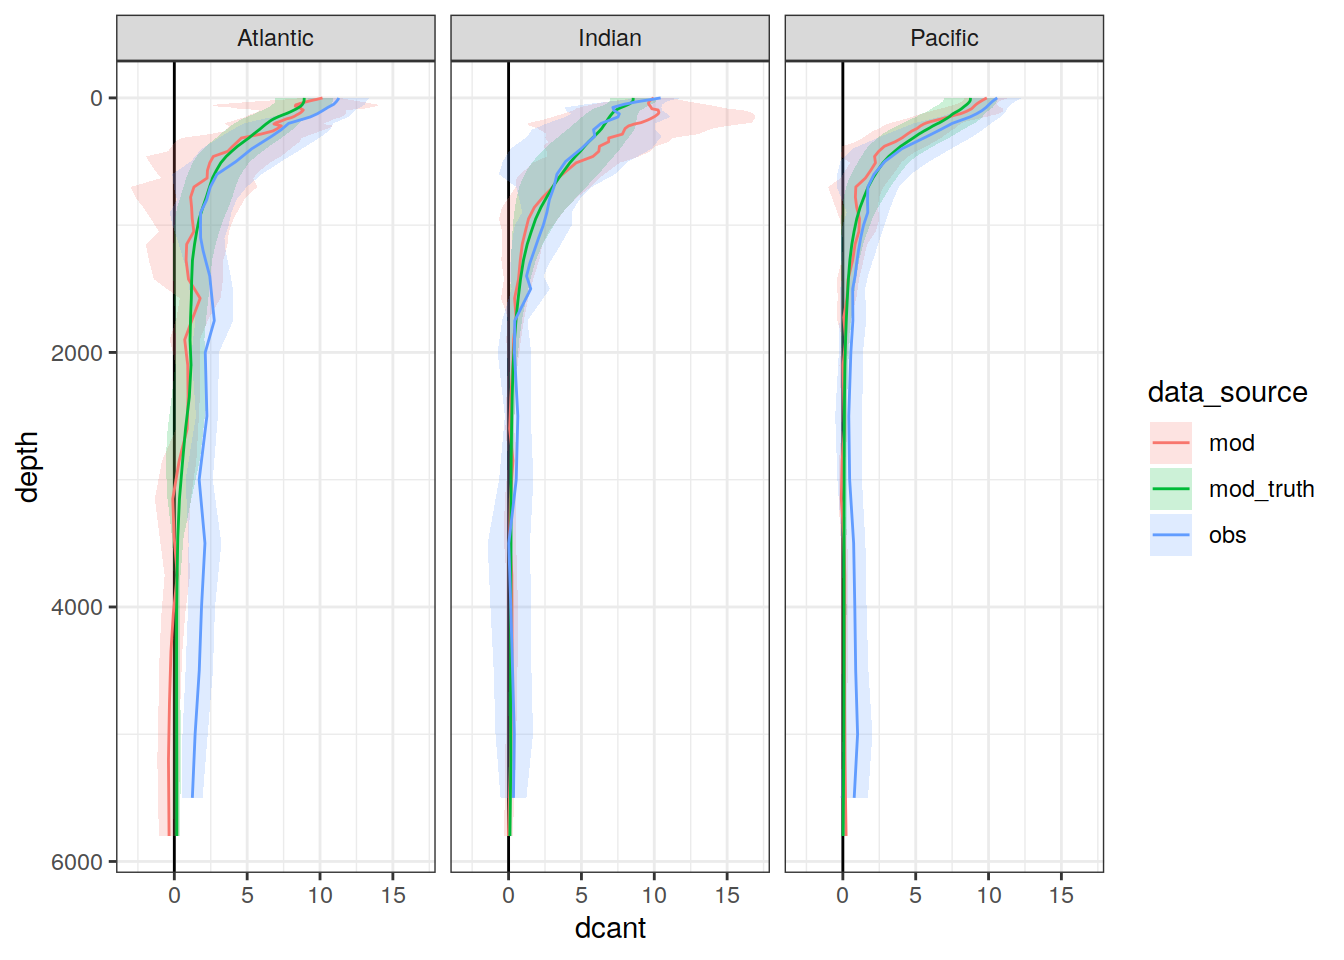 Atlantic Indian Pacific
0
2000
4000
6000
depth
0 5 10 15 0 5 10 15 0 5 10 15
dcant
data_source
mod
mod_truth
obs